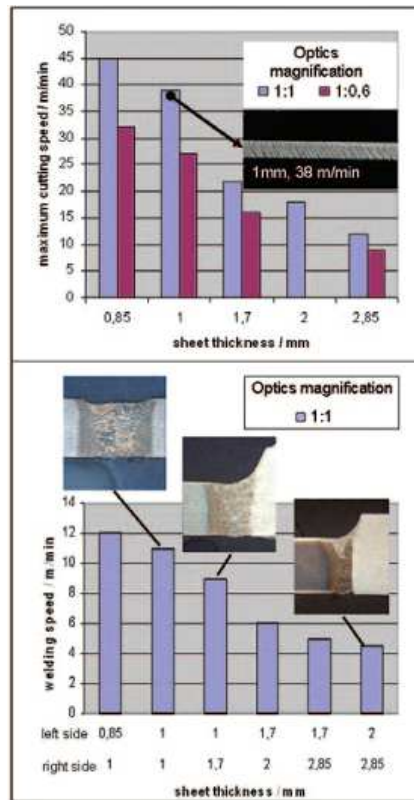 Optics
magnification
1:1 1:0,6
1mm, 38 m/min
maximum cutting speed / m/min
50
45
40
35
30
25
20
15
10
5
0
0,85 1 1,7 2 2,85
sheet thickness / mm
Optics magnification
1:1
welding speed / m/min
14
12
10
8
6
4
2
0
left side 0,85 1 1 1,7 1,7 2
right side 1 1 1,7 2 2,85 2,85
sheet thickness / mm